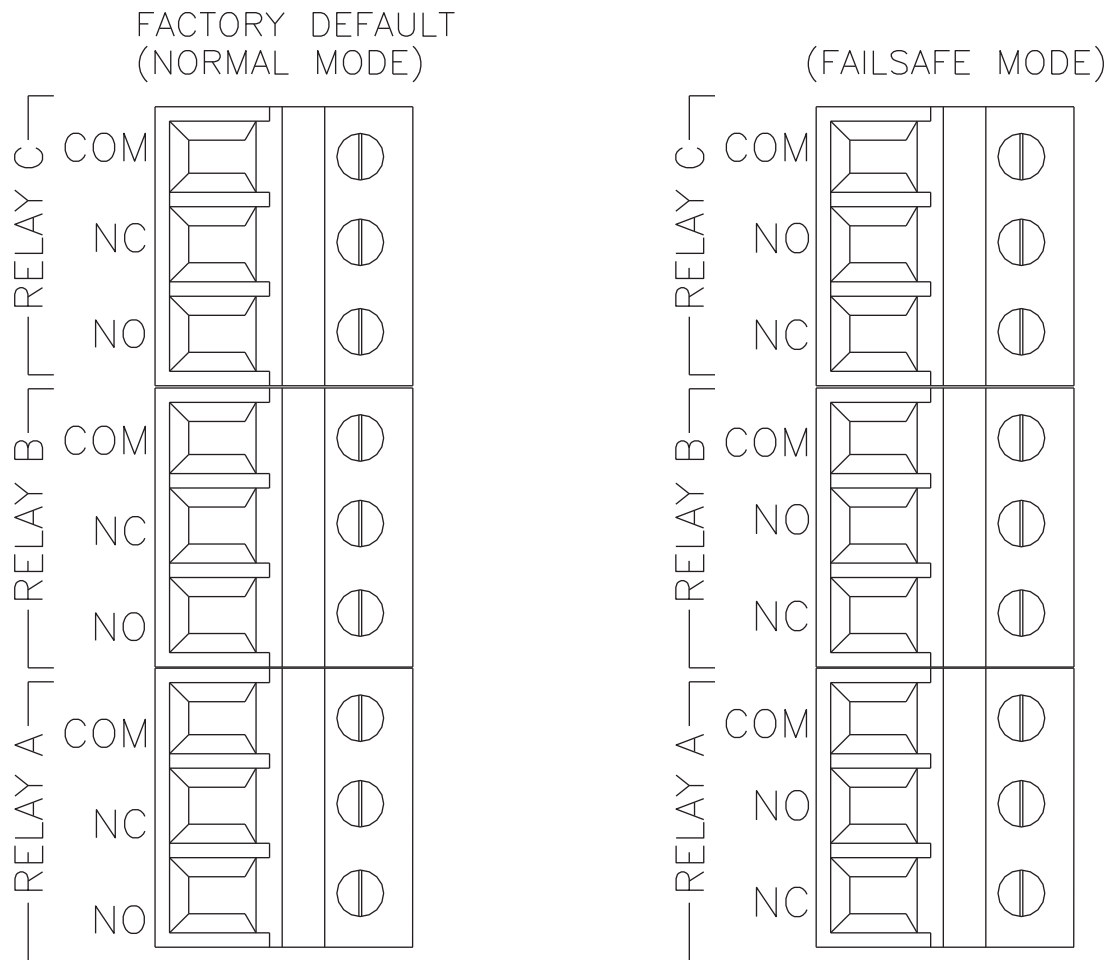 FACTORY DEFAULT
(NORMAL MODE)
RELAY C
COM
NC
NO
RELAY B
COM
NC
NO
RELAY A
COM
NC
NO
(FAILSAFE MODE)
RELAY C
COM
NO
NC
RELAY B
COM
NO
NC
RELAY A
COM
NO
NC